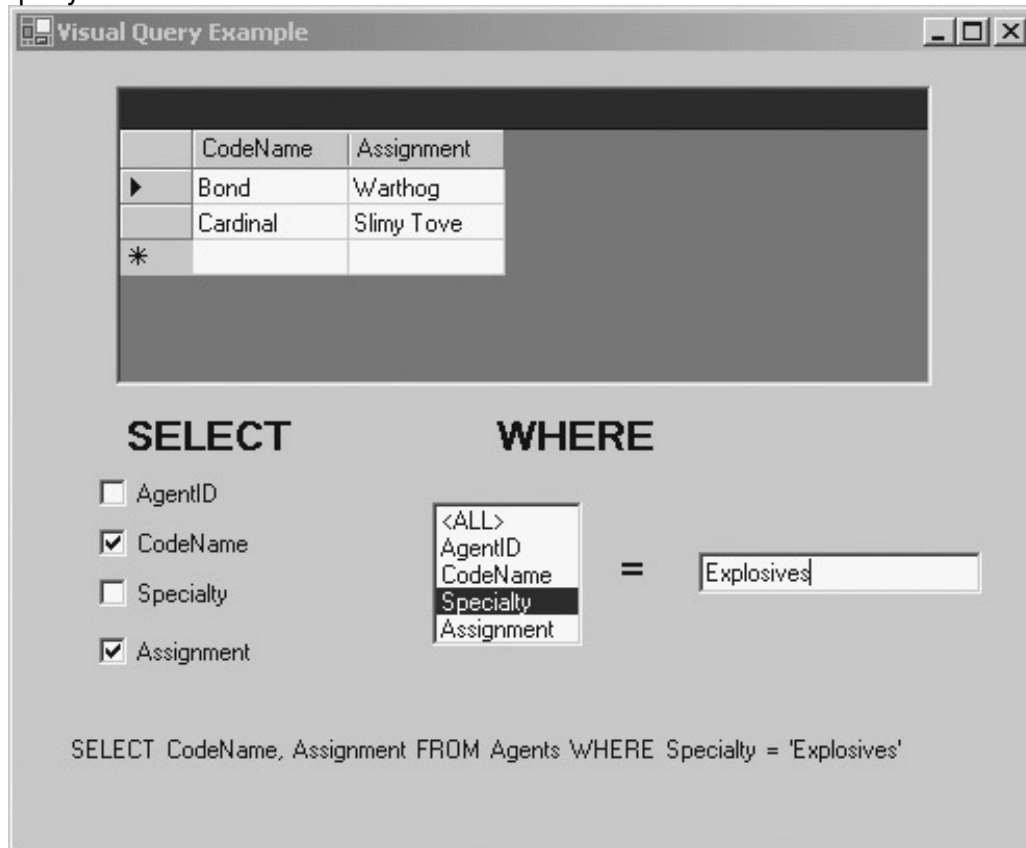 Visual Query Example
CodeName Assignment
Bond Warthog
Cardinal Slimy Tove
SELECT
WHERE
AgentID
CodeName
Specialty
Assignment
<ALL>
AgentID
CodeName
Specialty
Assignment
=
Explosives
SELECT CodeName, Assignment FROM Agents WHERE Specialty = 'Explosives'